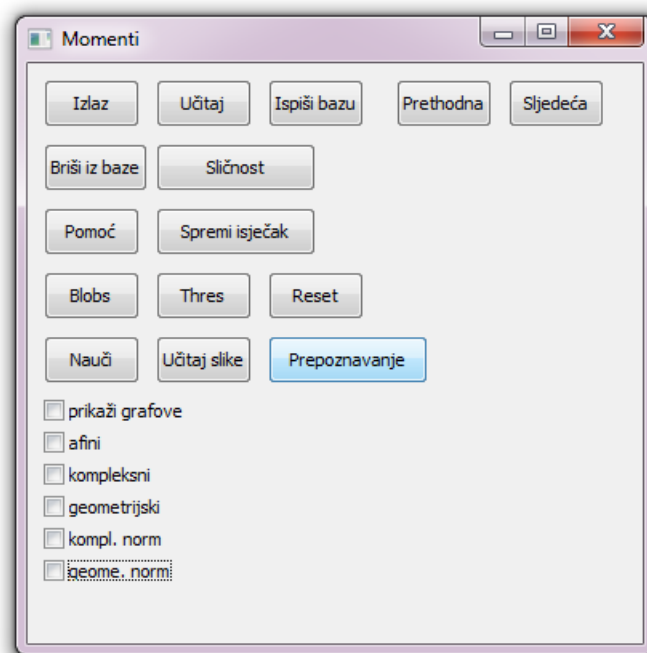 Momenti
Izlaz Učitaj Ispiši bazu Prethodna Sljedeća
Briši iz baze Sličnost
Pomoć Spremi isječak
Blobs Thres Reset
Nauči Učitaj slike Prepoznavanje
prikaži grafove
afini
kompleksni
geometrijski
kompl. norm
geome. norm